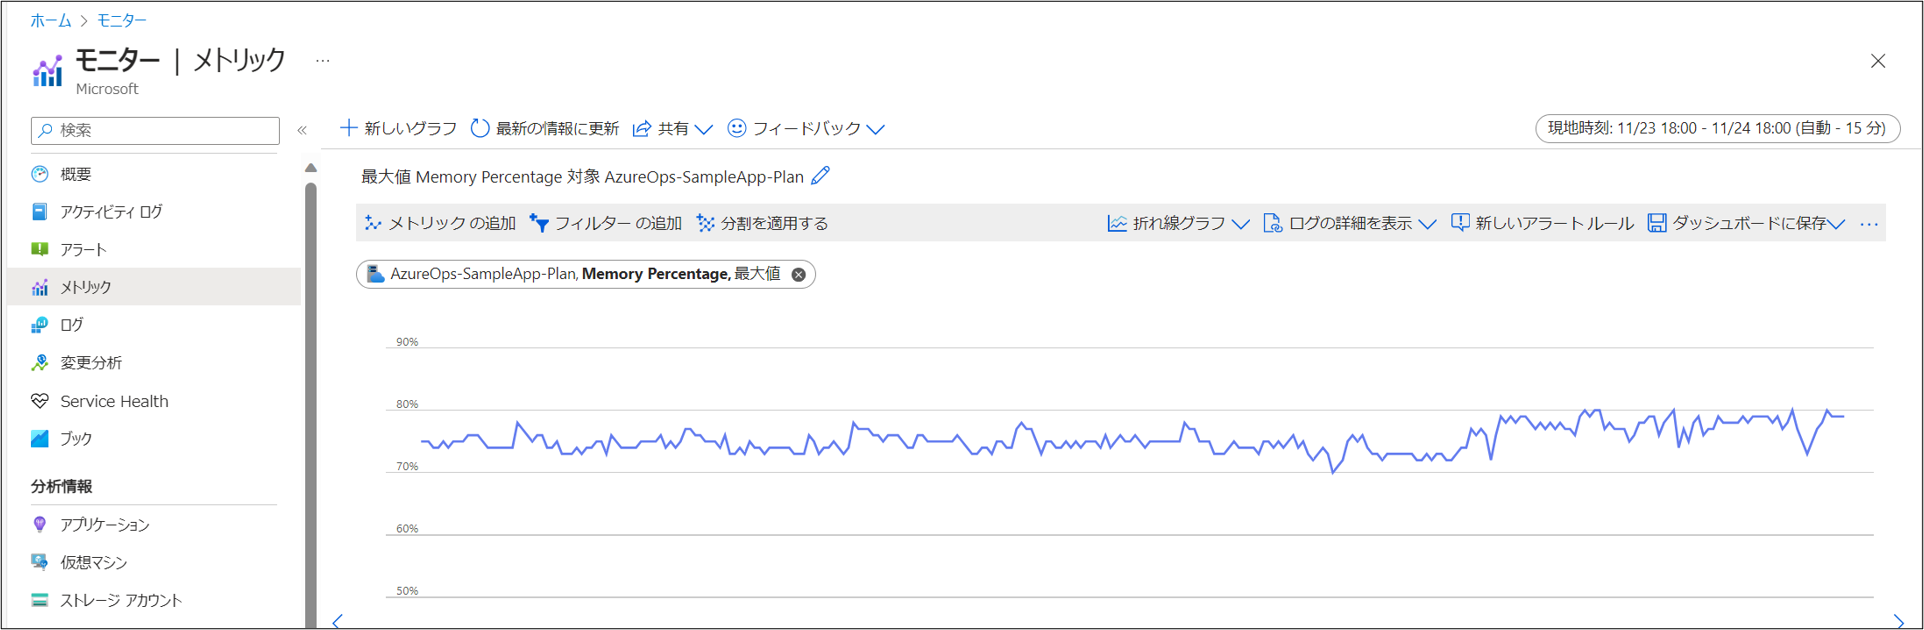 ホーム > モニター
モニター | メトリック ...
Microsoft
検索
«
概要
アクティビティ ログ
アラート
メトリック
ログ
変更分析
Service Health
ブック
分析情報
アプリケーション
仮想マシン
ストレージ アカウント
新しいグラフ 最新の情報に更新 共有 フィードバック
現地時刻: 11/23 18:00 - 11/24 18:00 (自動 - 15 分)
最大値 Memory Percentage 対象 AzureOps-SampleApp-Plan
メトリック の追加 フィルター の追加 分割を適用する 折れ線グラフ ログの詳細を表示 新しいアラート ルール ダッシュボードに保存 ...
AzureOps-SampleApp-Plan, Memory Percentage, 最大値
90%
80%
70%
60%
50%